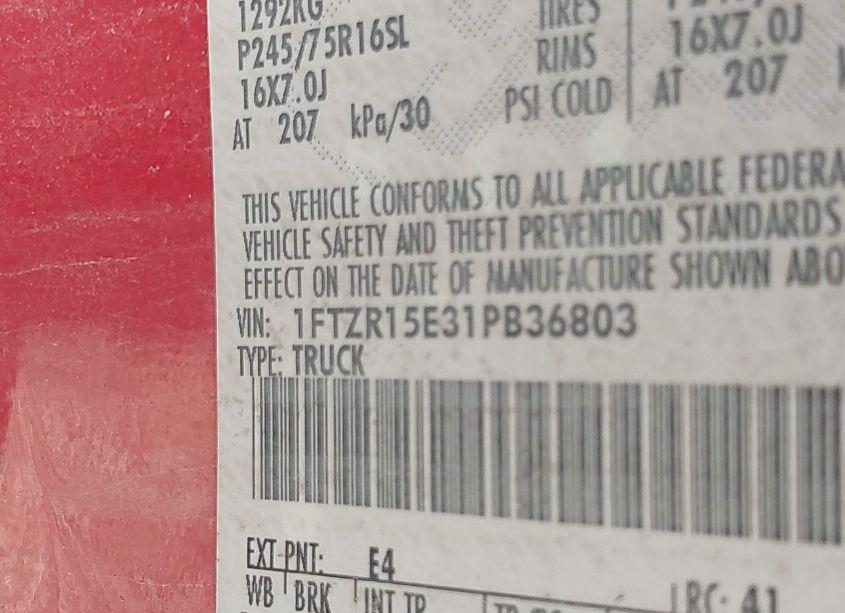 1292KG TIRES
P245/75R16SL RIMS 16X7.0J
16X7.0J PSI COLD AT 207
AT 207 kPa/30
THIS VEHICLE CONFORMS TO ALL APPLICABLE FEDERA
VEHICLE SAFETY AND THEFT PREVENTION STANDARDS
EFFECT ON THE DATE OF MANUFACTURE SHOWN ABO
VIN: 1FTZR15E31PB36803
TYPE: TRUCK
EXT PNT: E4
WB BRK INT TR